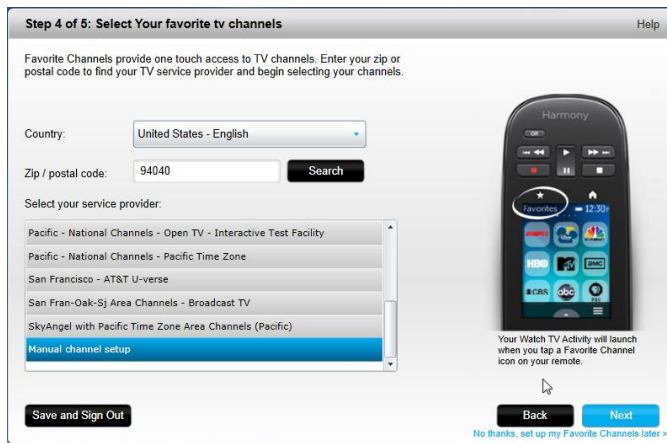 Step 4 of 5: Select Your favorite tv channels
Help
Favorite Channels provide one touch access to TV channels. Enter your zip or
postal code to find your TV service provider and begin selecting your channels.
Country:
United States - English
Zip / postal code:
94040
Search
Select your service provider:
Pacific - National Channels - Open TV - Interactive Test Facility
Pacific - National Channels - Pacific Time Zone
San Francisco - AT&T U-verse
San Fran-Oak-Sj Area Channels - Broadcast TV
SkyAngel with Pacific Time Zone Area Channels (Pacific)
Manual channel setup
Harmony
Off
Favorites
12:30
HBO
AMC
CBS
abc
PBS
Your Watch TV Activity will launch
when you tap a Favorite Channel
icon on your remote.
Save and Sign Out
Back
Next
No thanks, set up my Favorite Channels later >